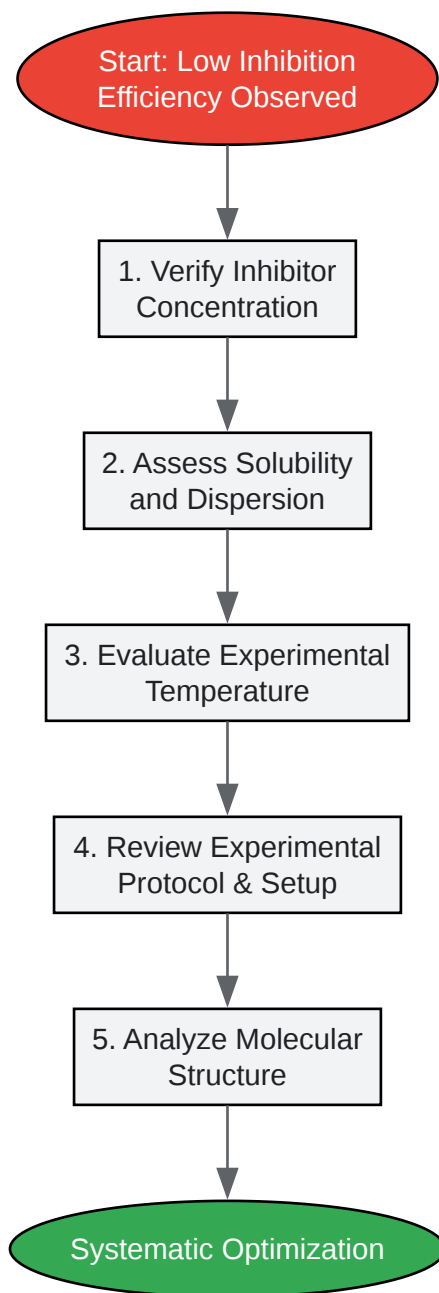 Start: Low Inhibition
Efficiency Observed
1. Verify Inhibitor
Concentration
2. Assess Solubility
and Dispersion
3. Evaluate Experimental
Temperature
4. Review Experimental
Protocol & Setup
5. Analyze Molecular
Structure
Systematic Optimization